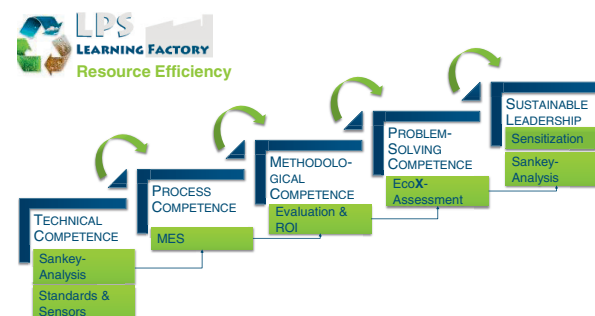 LPS
LEARNING FACTORY
Resource Efficiency
TECHNICAL
COMPETENCE
Sankey-
Analysis
Standards &
Sensors
PROCESS
COMPETENCE
MES
METHODOLO-
GICAL
COMPETENCE
Evaluation &
ROI
PROBLEM-
SOLVING
COMPETENCE
EcoX-
Assessment
SUSTAINABLE
LEADERSHIP
Sensitization
Sankey-
Analysis